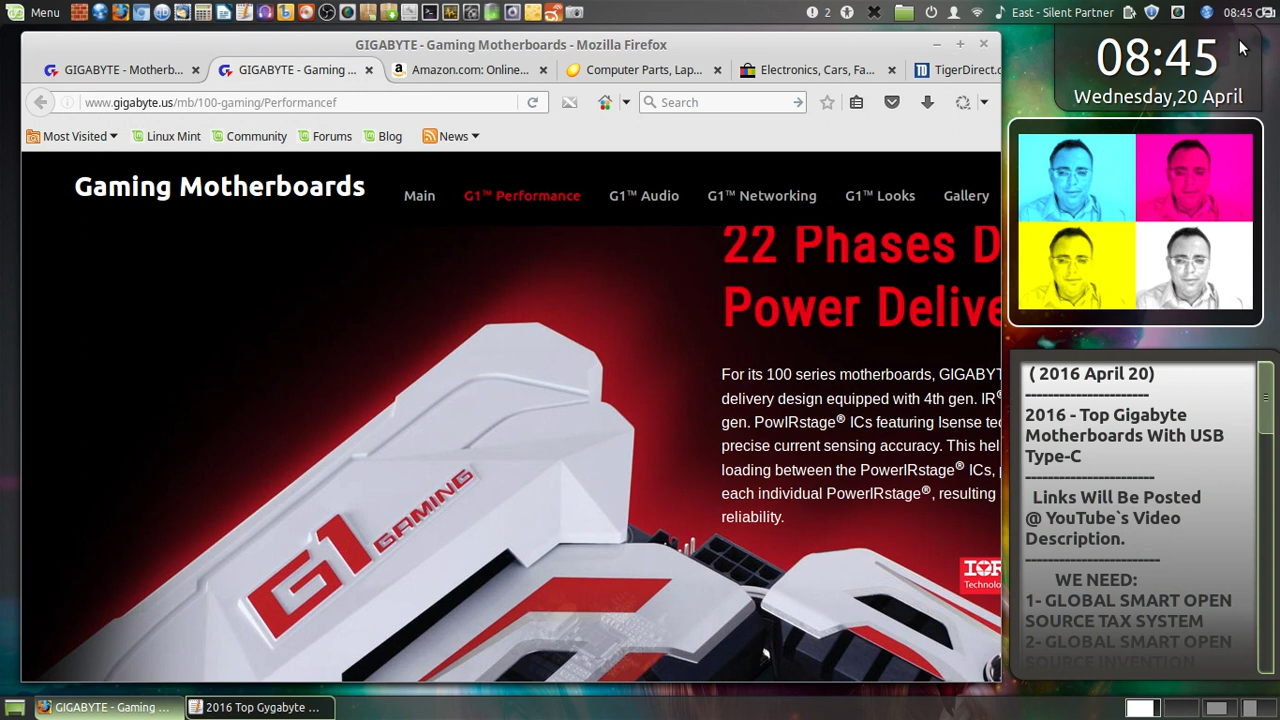 Menu
2
East - Silent Partner
08:45
GIGABYTE - Gaming Motherboards - Mozilla Firefox
GIGABYTE - Motherb...
GIGABYTE - Gaming ...
Amazon.com: Online...
Computer Parts, Lap...
Electronics, Cars, Fa...
TigerDirect.c
www.gigabyte.us/mb/100-gaming/Performancef
Search
Most Visited
Linux Mint
Community
Forums
Blog
News
Gaming Motherboards
Main
G1™ Performance
G1™ Audio
G1™ Networking
G1™ Looks
Gallery
22 Phases D
Power Delive
For its 100 series motherboards, GIGABYT
delivery design equipped with 4th gen. IR®
gen. PowIRstage® ICs featuring Isense tec
precise current sensing accuracy. This hel
loading between the PowerIRstage® ICs,
each individual PowerIRstage®, resulting
reliability.
G1 GAMING
IOR
Technolo
08:45
Wednesday,20 April
( 2016 April 20)
----------------------
2016 - Top Gigabyte
Motherboards With USB
Type-C
-----------------------
Links Will Be Posted
@ YouTube`s Video
Description.
------------------------
WE NEED:
1- GLOBAL SMART OPEN
SOURCE TAX SYSTEM
2- GLOBAL SMART OPEN
SOURCE INVENTION
GIGABYTE - Gaming ...
2016 Top Gygabyte ...